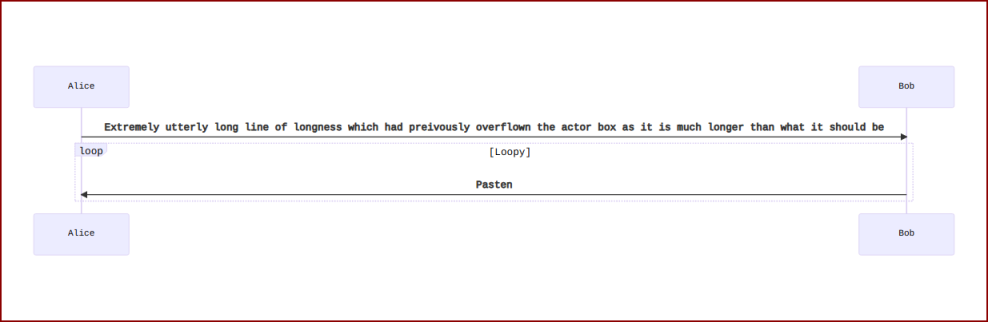 Alice Bob
Extremely utterly long line of longness which had preivously overflown the actor box as it is much longer than what it should be
loop [Loopy]
Pasten
Alice Bob